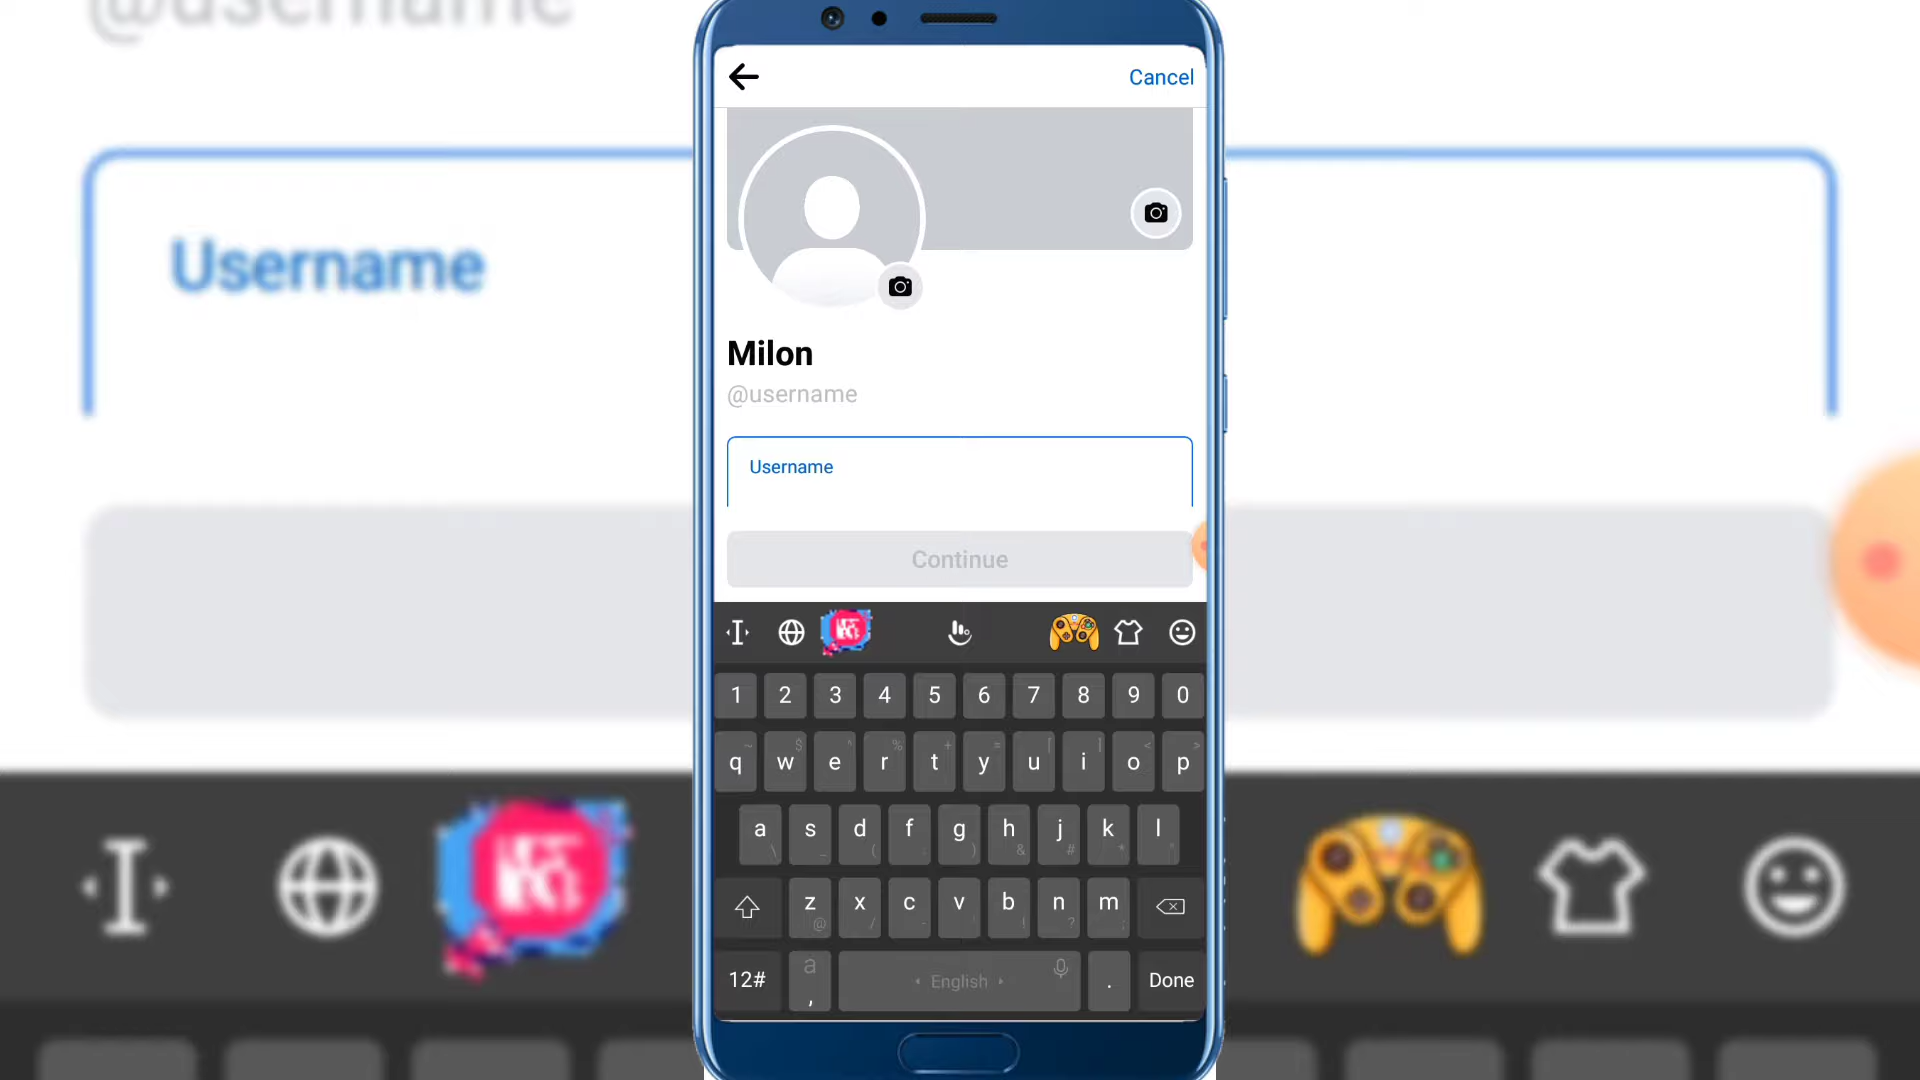 @username
Username
Cancel
Milon
@username
Username
Continue
1 2 3 4 5 6 7 8 9 0
q w e r t y u i o p
a s d f g h j k l
z x c v b n m
12# a , English . Done